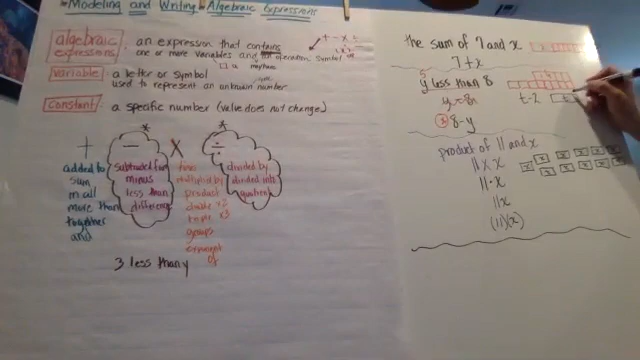 Modeling and Writing Algebraic Expressions
algebraic expressions
an expression that contains
one or more variables and
variable
a letter or symbol
used to represent an unknown number
constant
a specific number (value does not change)
+
added to
sum
in all
more than
together
and
−
subtracted from
minus
less than
difference
×
times
multiplied by
product
double x2
triple x3
groups
of
÷
divided by
divided into
quotient
3 less than y
the sum of 7 and x
7 + x
y less than 8
8-y
t-2
product of 11 and x
11 x x
11 · x
11x
(11)(x)